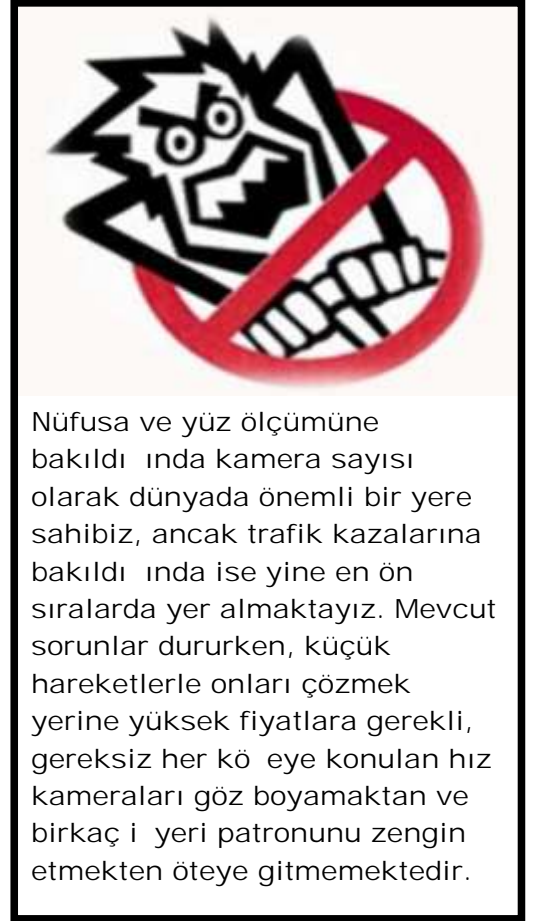 Nüfusa ve yüz ölçümüne
bakıldı ında kamera sayısı
olarak dünyada önemli bir yere
sahibiz, ancak trafik kazalarına
bakıldı ında ise yine en ön
sıralarda yer almaktayız. Mevcut
sorunlar dururken, küçük
hareketlerle onları çözmek
yerine yüksek fiyatlara gerekli,
gereksiz her kö eye konulan hız
kameraları göz boyamaktan ve
birkaç i yeri patronunu zengin
etmekten öteye gitmemektedir.